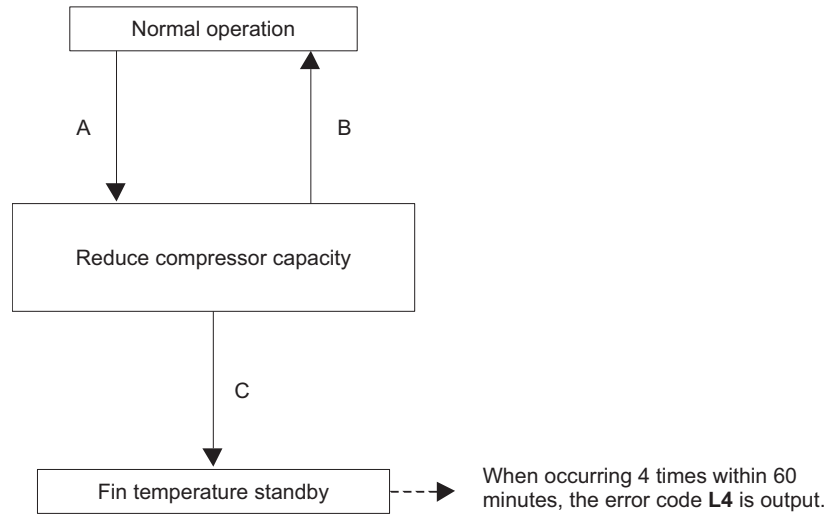 Normal operation
A
B
Reduce compressor capacity
C
Fin temperature standby
When occurring 4 times within 60
minutes, the error code L4 is output.